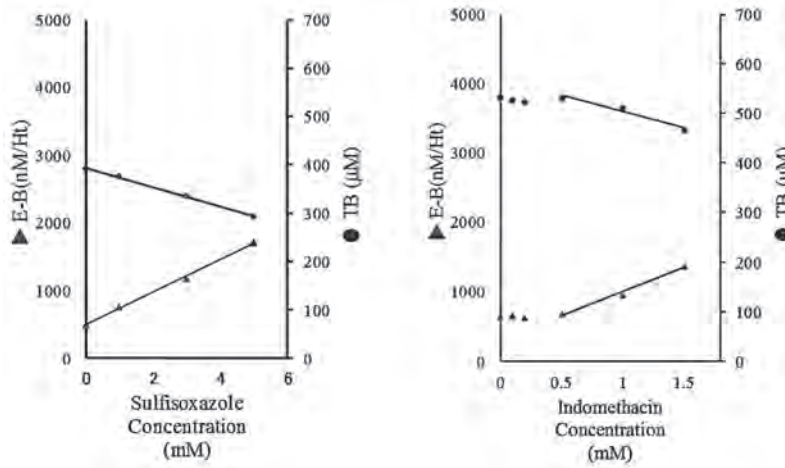 5000
4000
3000
2000
1000
0
▲ E-B(nM/Ht)
700
600
500
400
300
200
100
0
● TB (μM)
0 2 4 6
Sulfisoxazole
Concentration
(mM)
5000
4000
3000
2000
1000
0
▲ E-B(nM/Ht)
700
600
500
400
300
200
100
0
● TB (μM)
0 0.5 1 1.5
Indomethacin
Concentration
(mM)